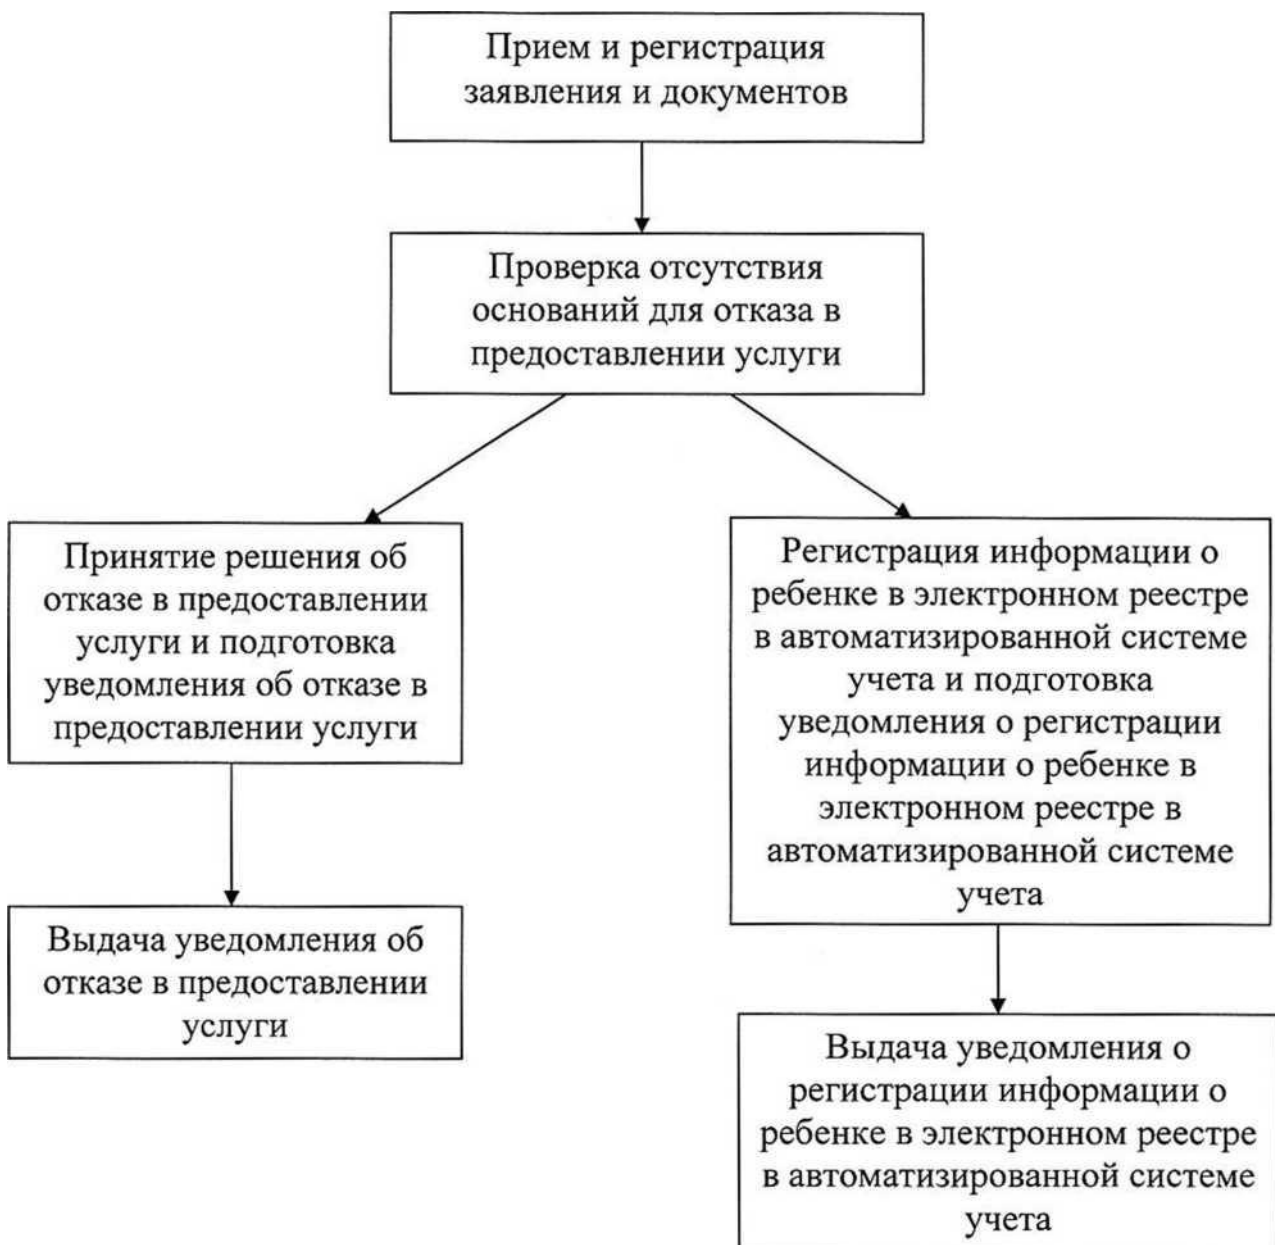 Прием и регистрация
заявления и документов
Проверка отсутствия
оснований для отказа в
предоставлении услуги
Принятие решения об
отказе в предоставлении
услуги и подготовка
уведомления об отказе в
предоставлении услуги
Выдача уведомления об
отказе в предоставлении
услуги
Регистрация информации о
ребенке в электронном реестре
в автоматизированной системе
учета и подготовка
уведомления о регистрации
информации о ребенке в
электронном реестре в
автоматизированной системе
учета
Выдача уведомления о
регистрации информации о
ребенке в электронном реестре
в автоматизированной системе
учета